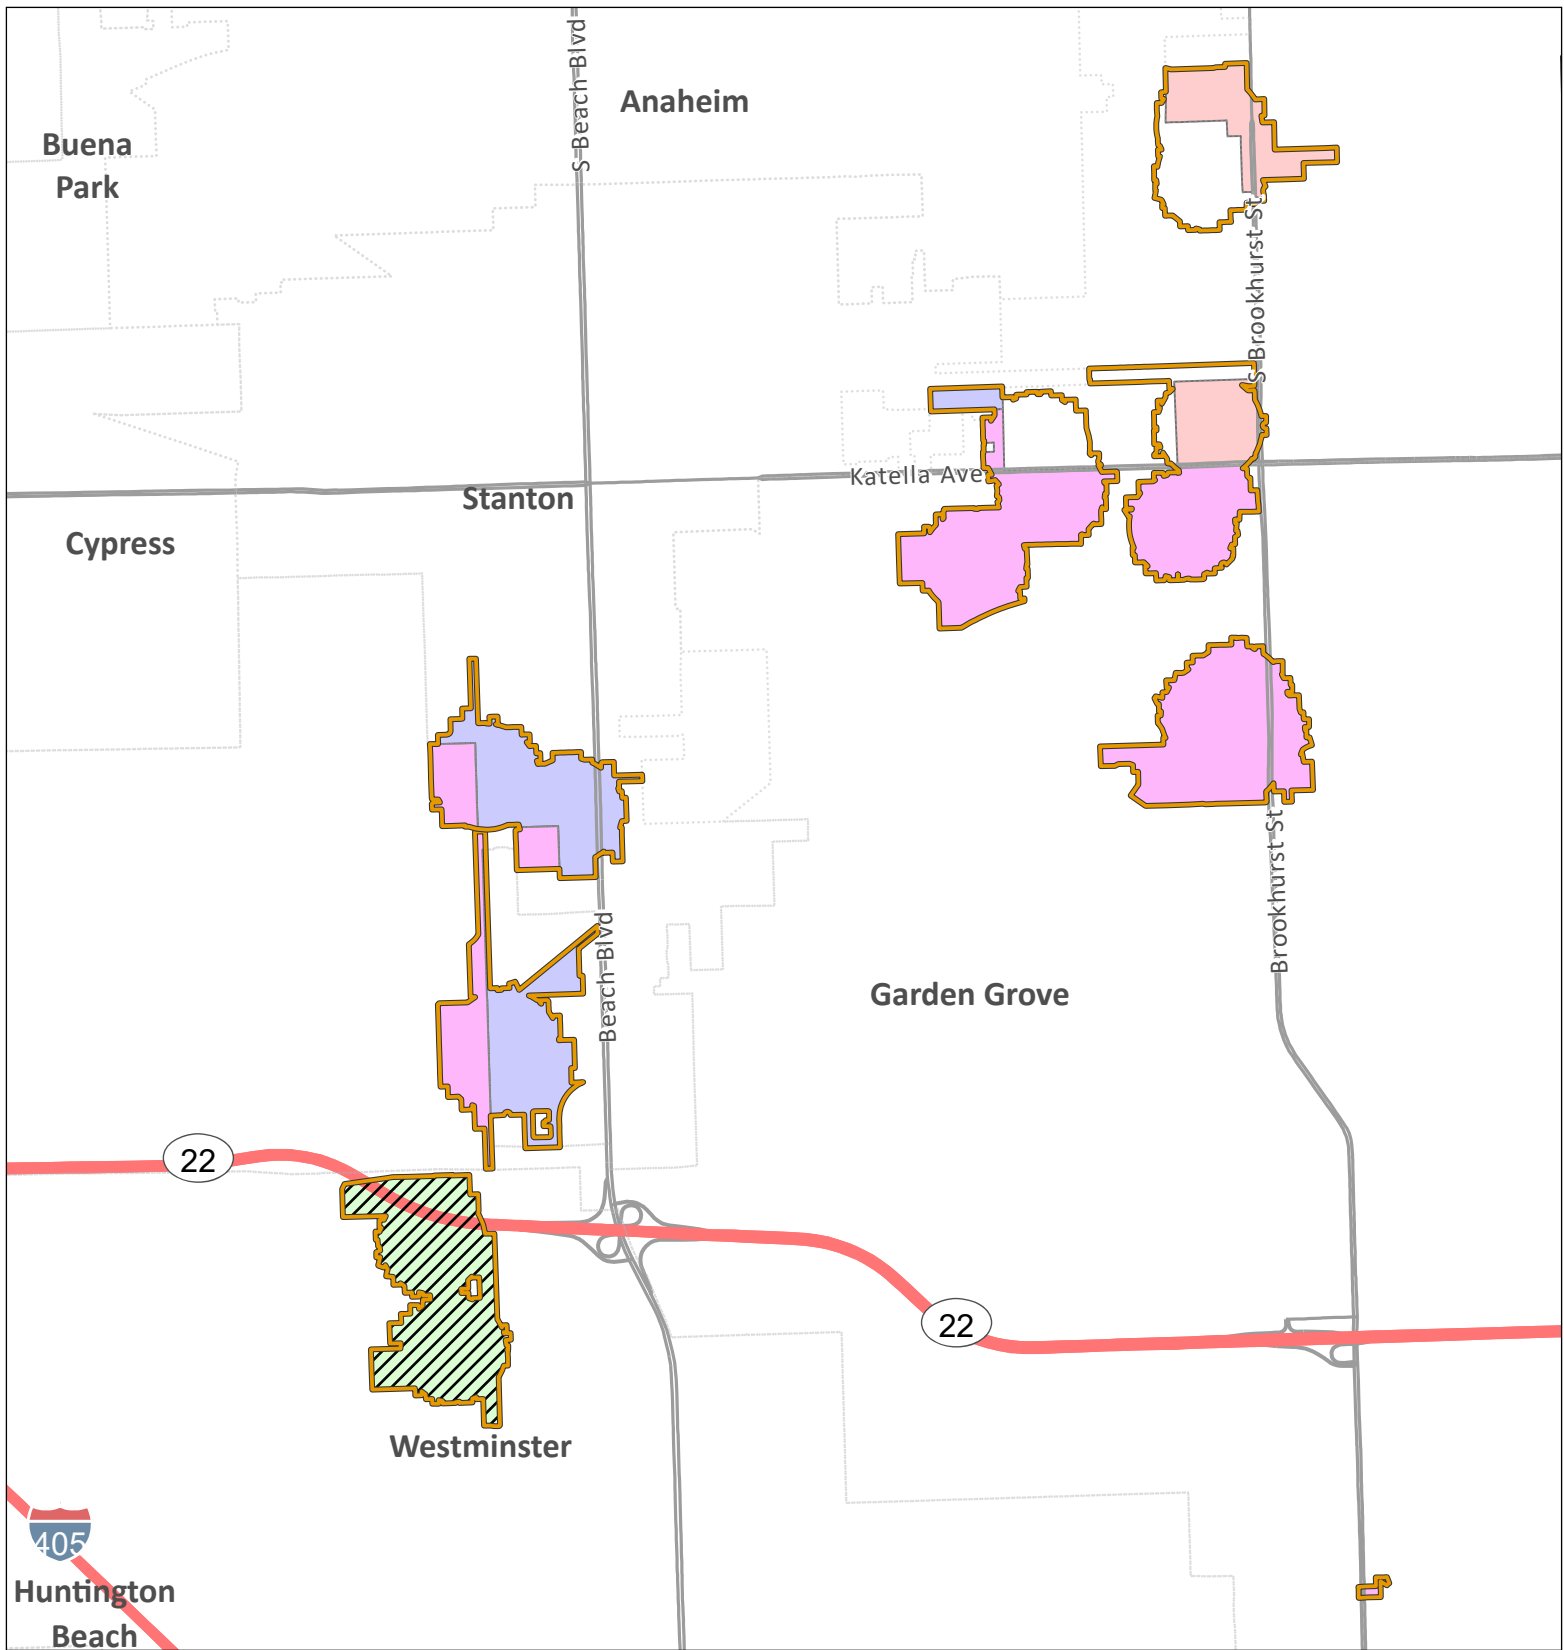 S Beach Blvd
Anaheim
Buena
Park
S Brookhurst St
Katella Ave
Stanton
Cypress
Brookhurst St
Beach Blvd
Garden Grove
22
22
Westminster
405
Huntington
Beach